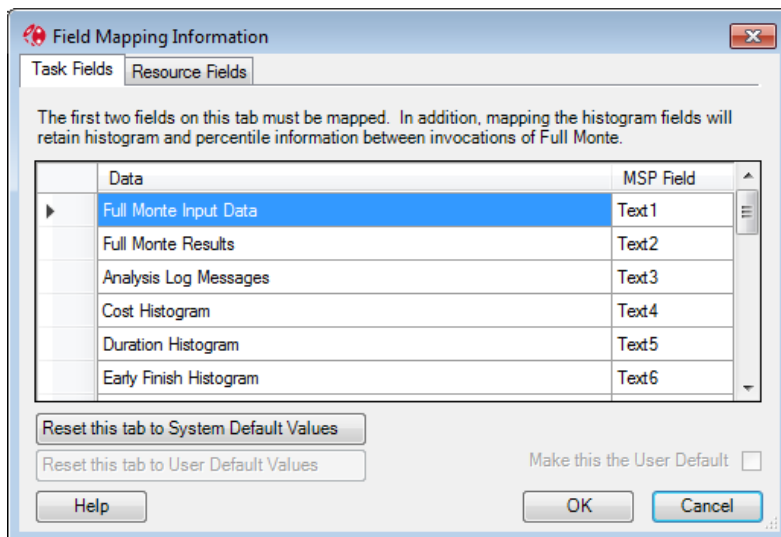 Field Mapping Information
Task Fields Resource Fields
The first two fields on this tab must be mapped.  In addition, mapping the histogram fields will
retain histogram and percentile information between invocations of Full Monte.
Data MSP Field
Full Monte Input Data Text1
Full Monte Results Text2
Analysis Log Messages Text3
Cost Histogram Text4
Duration Histogram Text5
Early Finish Histogram Text6
Reset this tab to System Default Values
Reset this tab to User Default Values Make this the User Default
Help OK Cancel